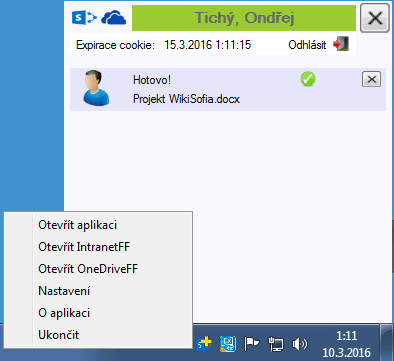 Tichý, Ondřej
Expirace cookie: 15.3.2016 1:11:15 Odhlásit
Hotovo!
Projekt WikiSofia.docx
Otevřít aplikaci
Otevřít IntranetFF
Otevřít OneDriveFF
Nastavení
O aplikaci
Ukončit
1:11
10.3.2016